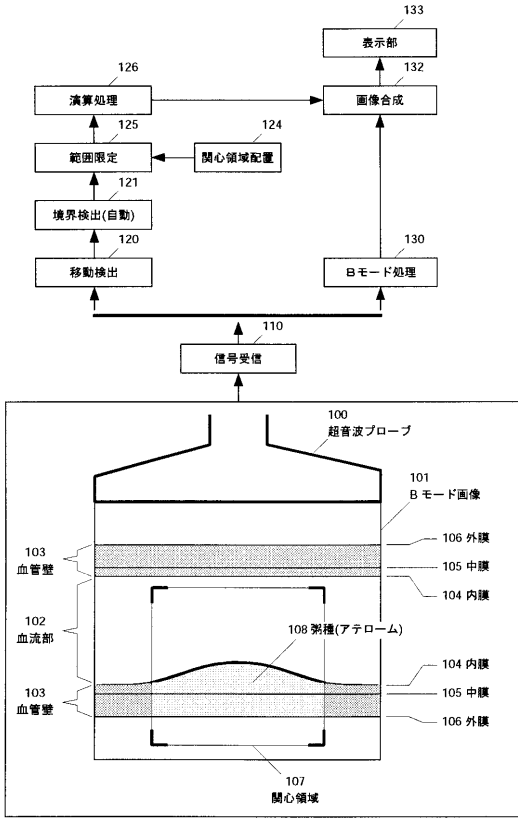 133
表示部
126
132
演算処理
画像合成
125
124
範囲限定
関心領域配置
121
境界検出(自動)
120
130
移動検出
Bモード処理
110
信号受信
100
超音波プローブ
101
Bモード画像
103
血管壁
106 外膜
105 中膜
104 内膜
102
血流部
108 粥種(アテローム)
103
血管壁
104 内膜
105 中膜
106 外膜
107
関心領域